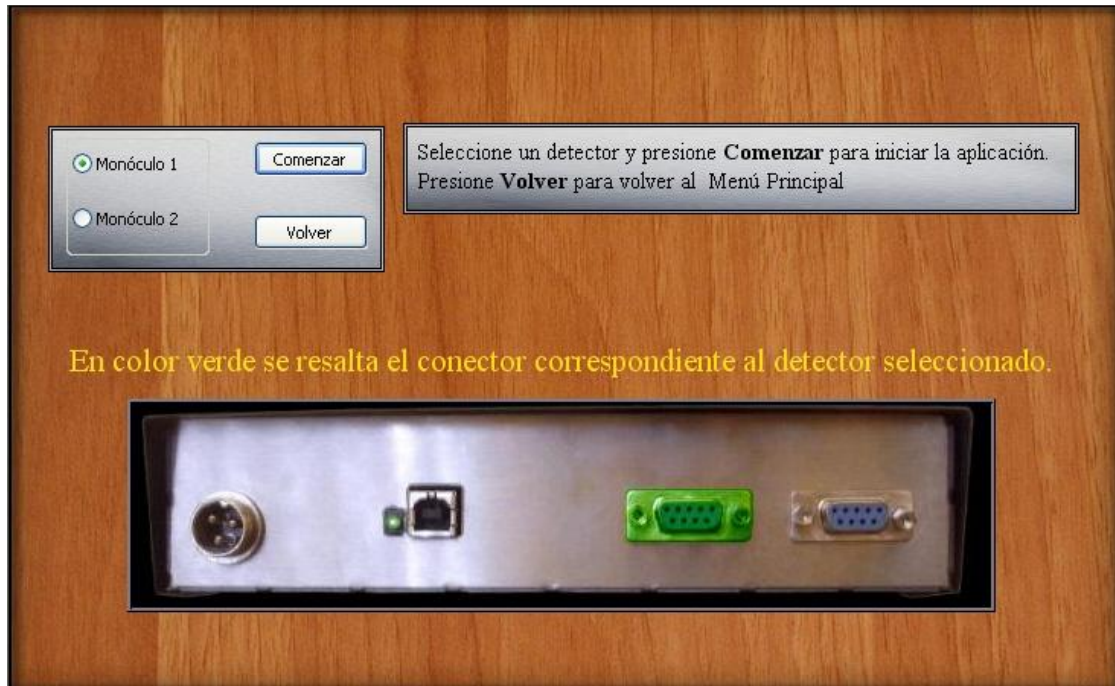 Monóculo 1
Comenzar
Monóculo 2
Volver
Seleccione un detector y presione Comenzar para iniciar la aplicación.
Presione Volver para volver al Menú Principal
En color verde se resalta el conector correspondiente al detector seleccionado.